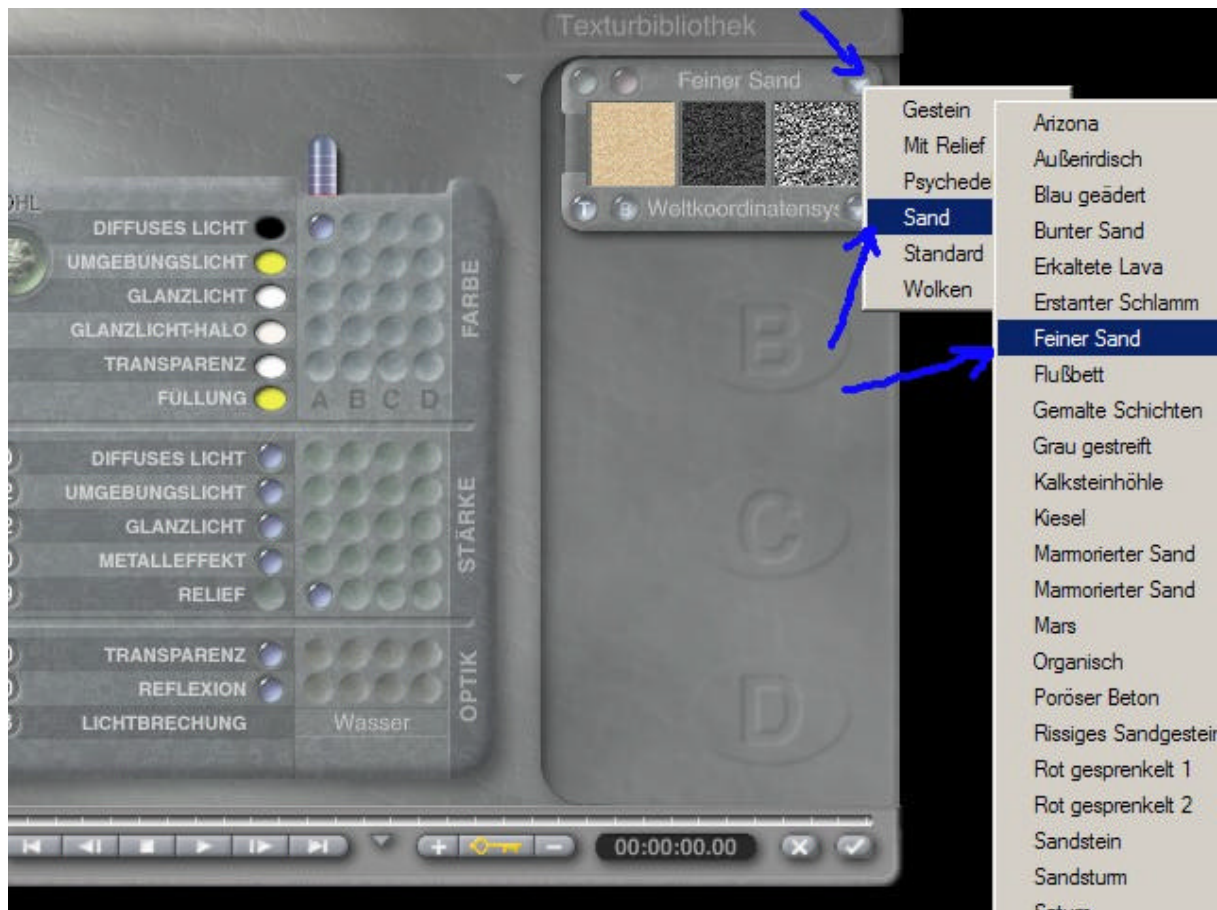 Texturbibliothek
Feiner Sand
T B Weltkoordinatensys
DIFFUSES LICHT
UMGEBUNGSLICHT
GLANZLICHT
GLANZLICHT-HALO
TRANSPARENZ
FÜLLUNG
A B C D
FARBE
DIFFUSES LICHT
UMGEBUNGSLICHT
GLANZLICHT
METALLEFFEKT
RELIEF
STÄRKE
TRANSPARENZ
REFLEXION
LICHTBRECHUNG
Wasser
OPTIK
B
C
D
00:00:00.00
Gestein
Mit Relief
Psychede
Sand
Standard
Wolken
Arizona
Außerirdisch
Blau geädert
Bunter Sand
Erkaltete Lava
Erstarrter Schlamm
Feiner Sand
Flußbett
Gemalte Schichten
Grau gestreift
Kalksteinhöhle
Kiesel
Marmorierter Sand
Marmorierter Sand
Mars
Organisch
Poröser Beton
Rissiges Sandgestein
Rot gesprenkelt 1
Rot gesprenkelt 2
Sandstein
Sandsturm